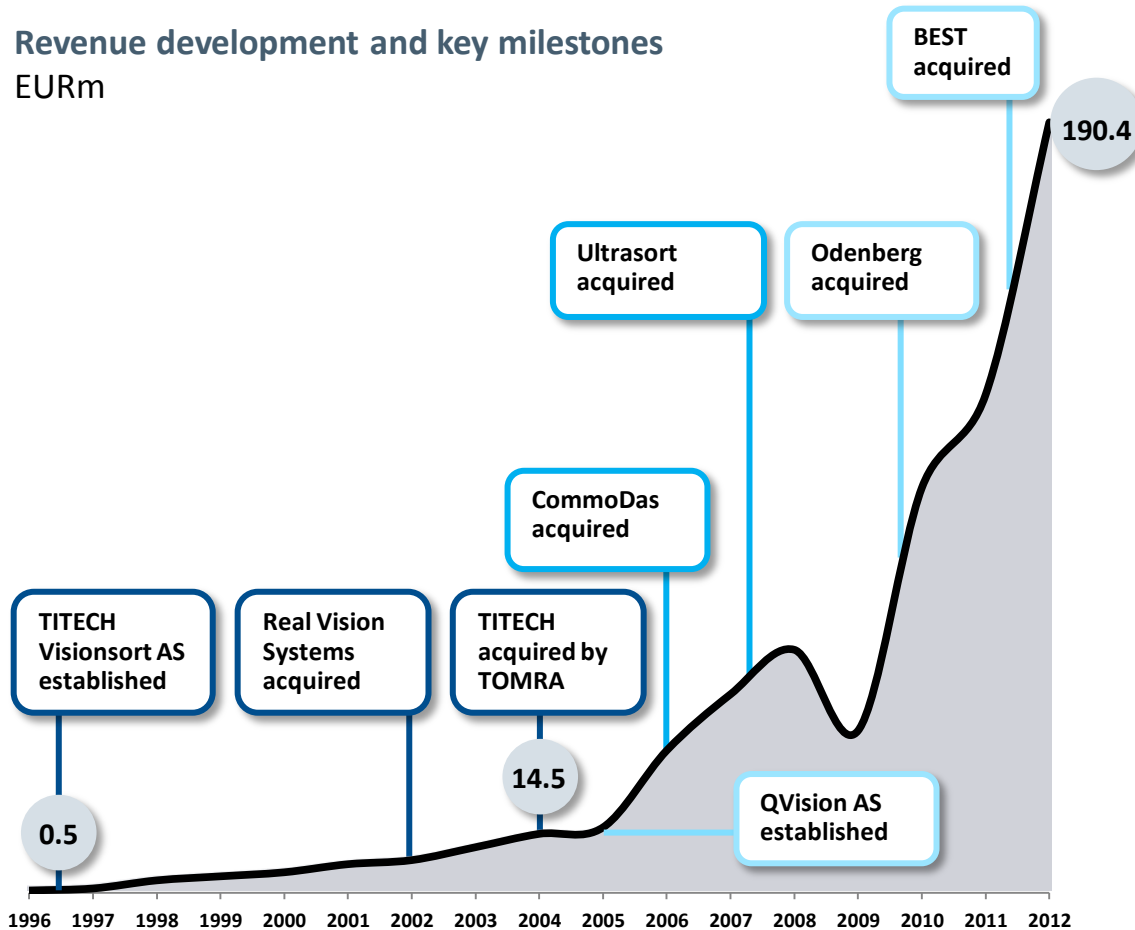 Revenue development and key milestones
EURm
BEST
acquired
190.4
Ultrasort
acquired
Odenberg
acquired
CommoDas
acquired
TITECH
Visionsort AS
established
Real Vision
Systems
acquired
TITECH
acquired by
TOMRA
14.5
0.5
QVision AS
established
1996 1997 1998 1999 2000 2001 2002 2003 2004 2005 2006 2007 2008 2009 2010 2011 2012